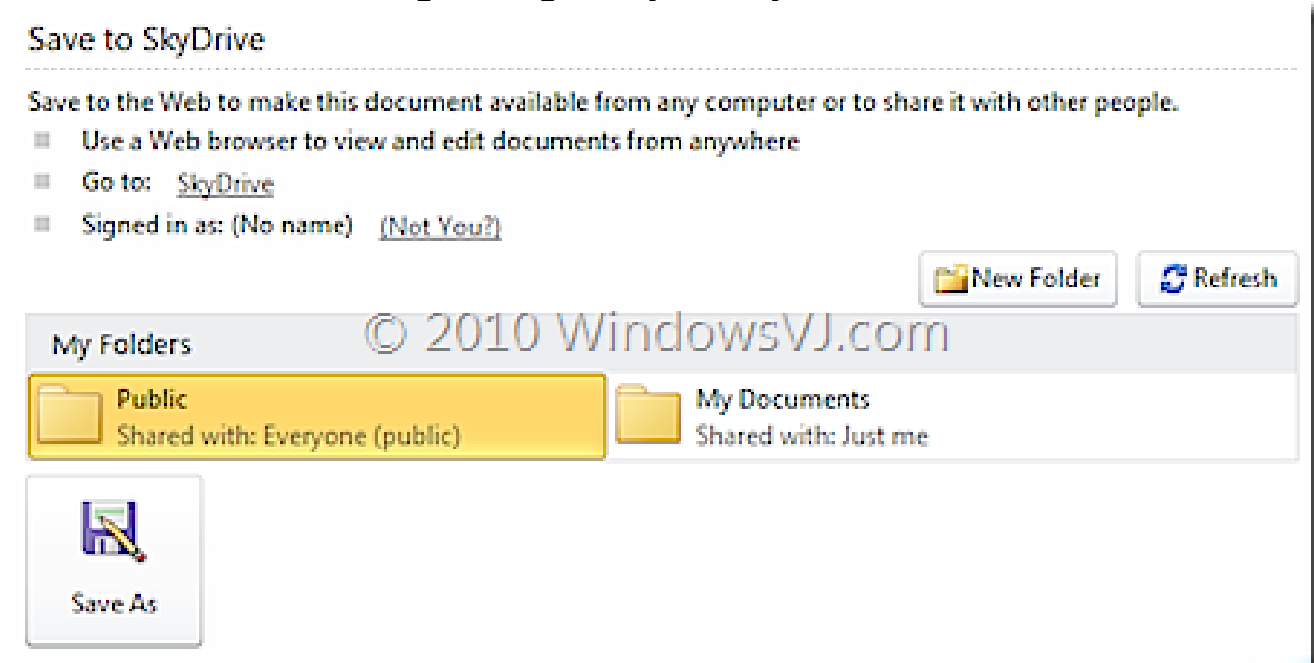 Save to SkyDrive
Save to the Web to make this document available from any computer or to share it with other people.
Use a Web browser to view and edit documents from anywhere
Go to: SkyDrive
Signed in as: (No name) (Not You?)
New Folder Refresh
© 2010 WindowsVJ.com
My Folders
Public
Shared with: Everyone (public)
My Documents
Shared with: Just me
Save As